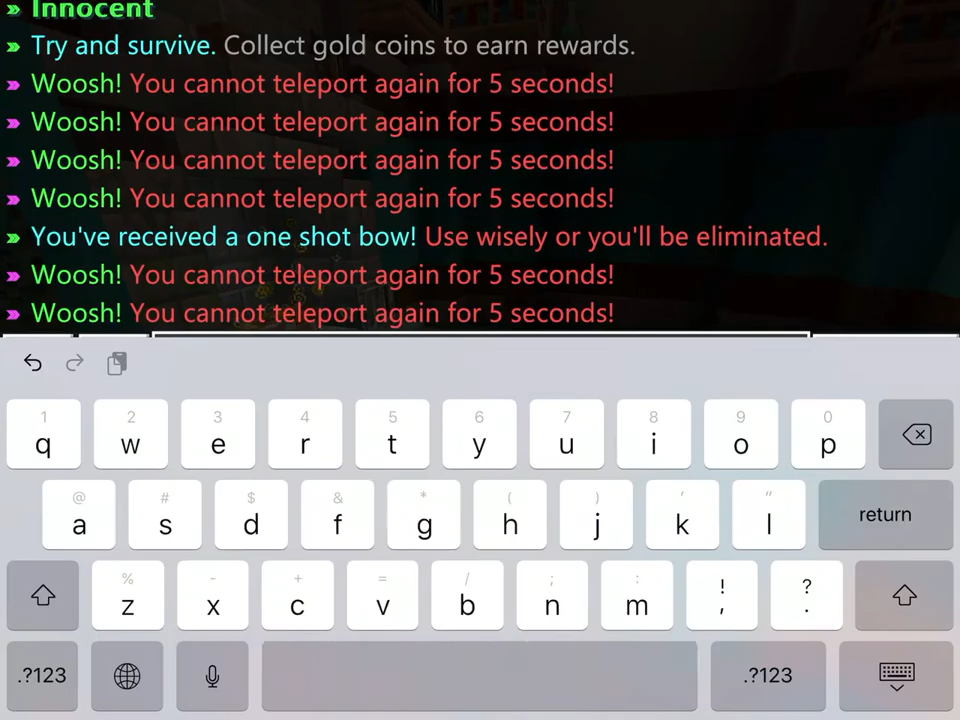 » Innocent
» Try and survive. Collect gold coins to earn rewards.
» Woosh! You cannot teleport again for 5 seconds!
» Woosh! You cannot teleport again for 5 seconds!
» Woosh! You cannot teleport again for 5 seconds!
» Woosh! You cannot teleport again for 5 seconds!
» You've received a one shot bow! Use wisely or you'll be eliminated.
» Woosh! You cannot teleport again for 5 seconds!
» Woosh! You cannot teleport again for 5 seconds!
1 2 3 4 5 6 7 8 9 0
q w e r t y u i o p
@ # $ & * ( ) ' "
a s d f g h j k l return
% - + = / ; : ! ?
z x c v b n m , .
.?123 .?123